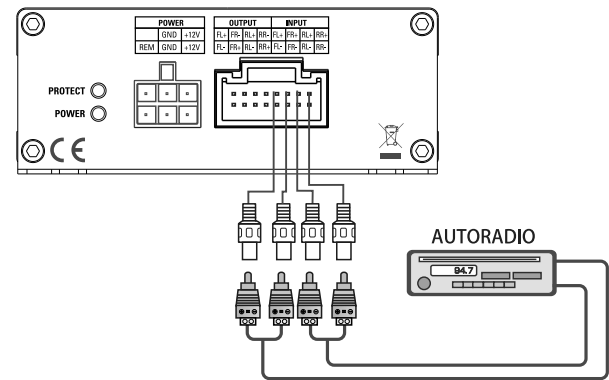 POWER
GND +12V
REM GND +12V
OUTPUT INPUT
FL+ FR- RL+ RR- FL+ FR+ RL+ RR+
FL- FR+ RL- RR+ FL- FR- RL- RR-
PROTECT
POWER
CE
AUTORADIO
94.7